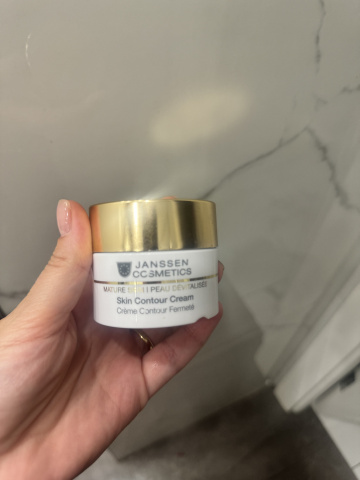 JANSSEN
COSMETICS
MATURE SKIN | PEAU DÉVITALISÉE
Skin Contour Cream
Crème Contour Fermeté